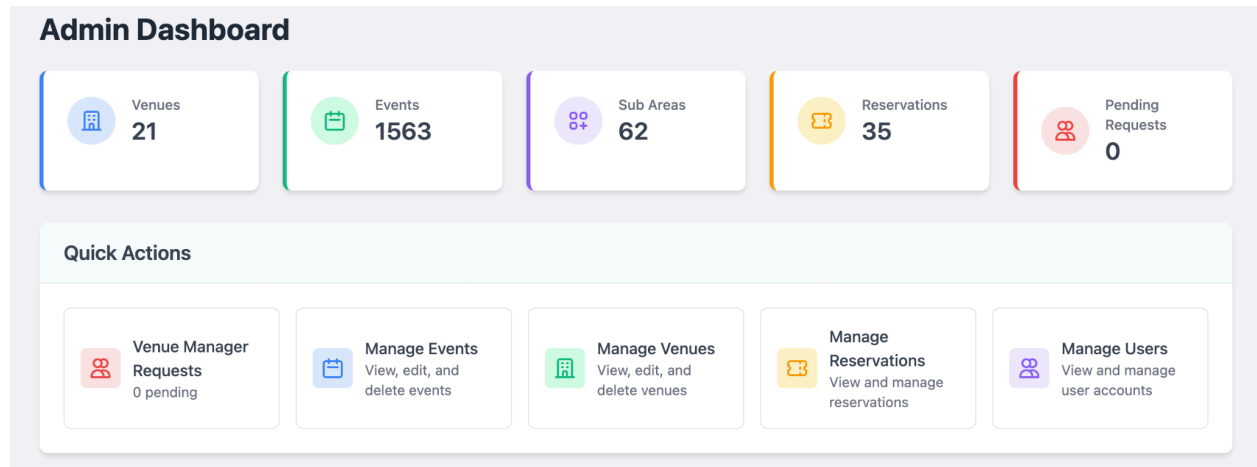 Admin Dashboard
Venues
21
Events
1563
Sub Areas
62
Reservations
35
Pending
Requests
0
Quick Actions
Venue Manager
Requests
0 pending
Manage Events
View, edit, and
delete events
Manage Venues
View, edit, and
delete venues
Manage
Reservations
View and manage
reservations
Manage Users
View and manage
user accounts